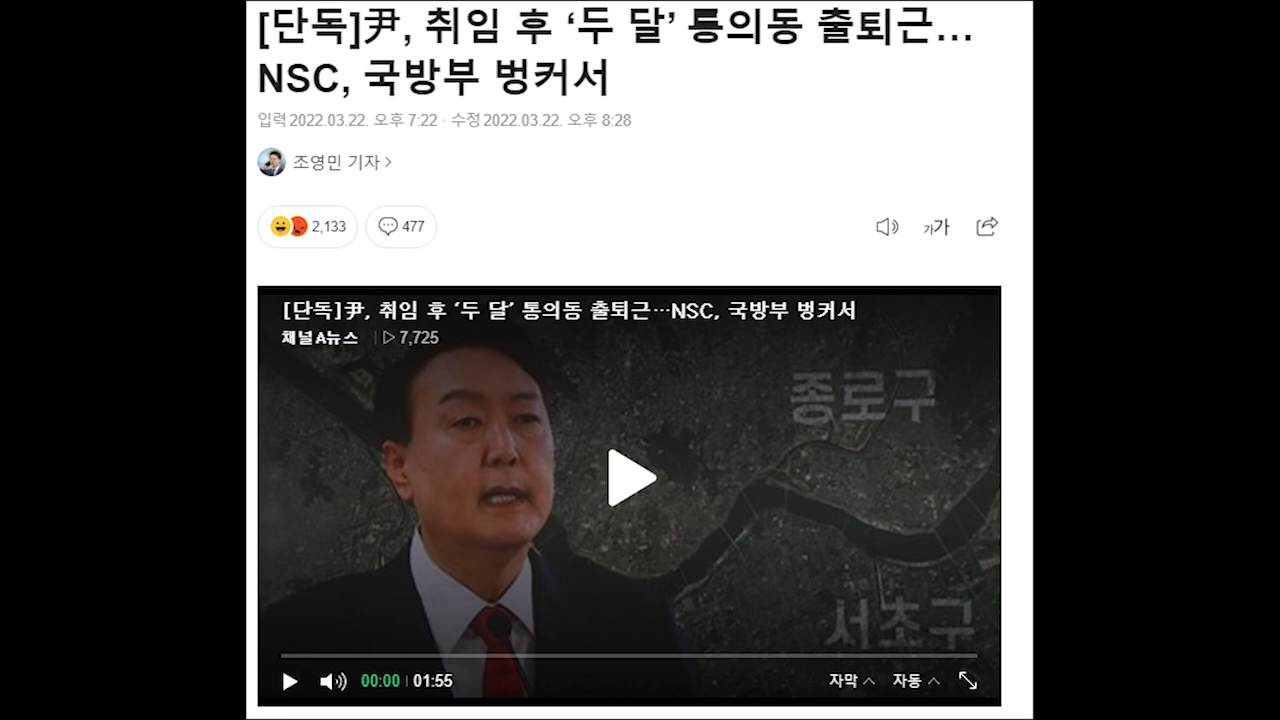 [단독]尹, 취임 후 ‘두 달’ 통의동 출퇴근…
NSC, 국방부 벙커서
입력 2022.03.22. 오후 7:22 · 수정 2022.03.22. 오후 8:28
조영민 기자 >
2,133 477 가가
[단독]尹, 취임 후 ‘두 달’ 통의동 출퇴근…NSC, 국방부 벙커서
채널A뉴스 | ▷ 7,725
종로구
서초구
00:00 | 01:55 자막 자동